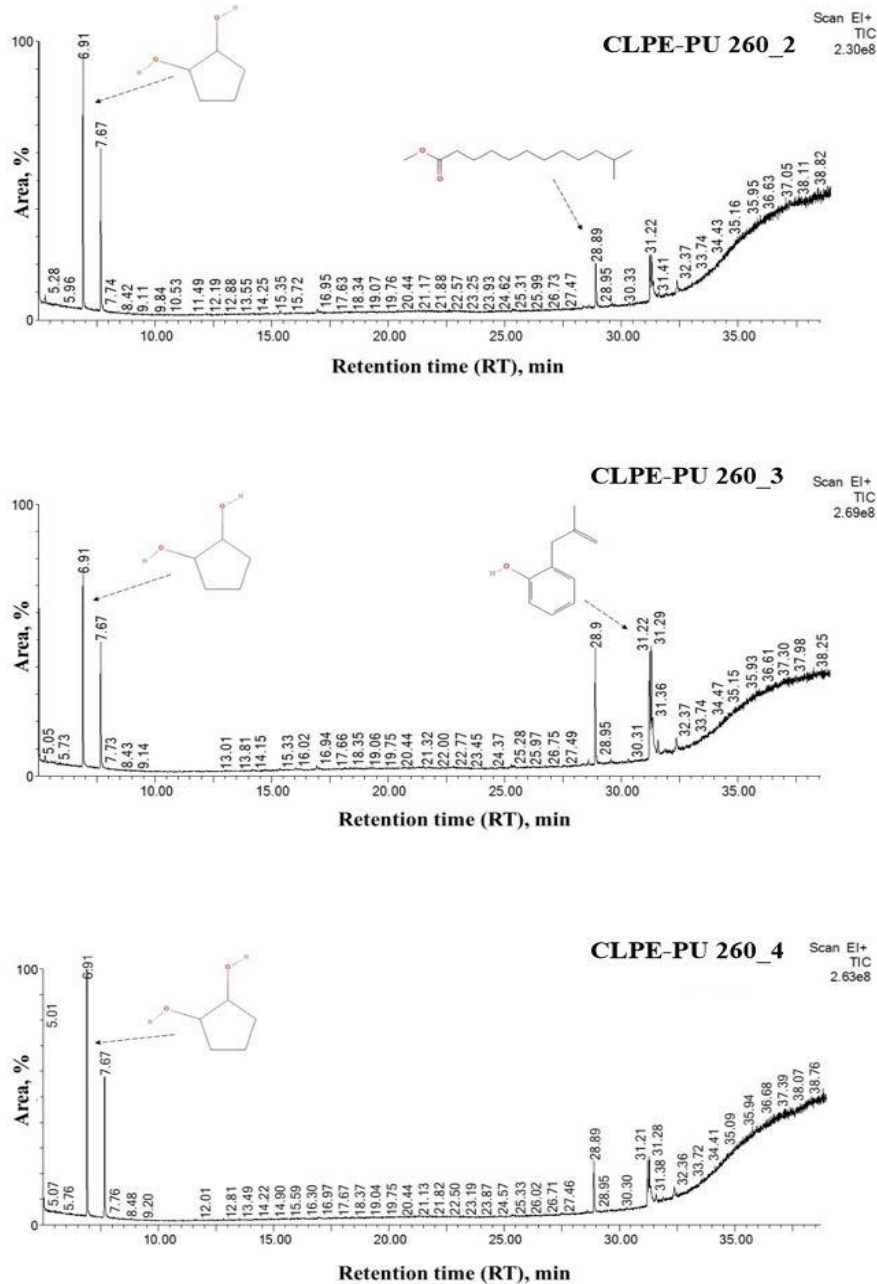 CLPE-PU 260_2
Scan EI+
TIC
2.30e8
Area, %
100
0
6.91
7.67
5.28 5.96 7.74 8.42 9.11 9.84 10.53 11.49 12.19 12.88 13.55 14.25 15.35 15.72 16.95 17.63 18.34 19.07 19.76 20.44 21.17 21.88 22.57 23.25 23.93 24.62 25.31 25.99 26.73 27.47 28.89 28.95 30.33 31.22 31.41 32.37 33.74 34.43 35.16 35.95 36.63 37.05 38.11 38.82
H O
H O
O
O
10.00 15.00 20.00 25.00 30.00 35.00
Retention time (RT), min
CLPE-PU 260_3
Scan EI+
TIC
2.69e8
Area, %
100
0
6.91
7.67
5.05 5.73 7.73 8.43 9.14 13.01 13.81 14.15 15.33 16.02 16.94 17.66 18.35 19.06 19.75 20.44 21.32 22.00 22.77 23.45 24.37 25.28 25.97 26.75 27.49 28.9 28.95 30.31 31.22 31.29 31.36 32.37 33.74 34.47 35.15 35.93 36.61 37.30 37.98 38.25
O H
H O
H O
10.00 15.00 20.00 25.00 30.00 35.00
Retention time (RT), min
CLPE-PU 260_4
Scan EI+
TIC
2.63e8
Area, %
100
0
5.01
6.91
7.67
5.07 5.76 7.76 8.48 9.20 12.01 12.81 13.49 14.22 14.90 15.59 16.30 16.97 17.67 18.37 19.04 19.75 20.44 21.13 21.82 22.50 23.19 23.87 24.57 25.33 26.02 26.71 27.46 28.89 28.95 30.30 31.21 31.28 31.38 32.36 33.72 34.41 35.09 35.94 36.68 37.39 38.07 38.76
O H
H O
10.00 15.00 20.00 25.00 30.00 35.00
Retention time (RT), min